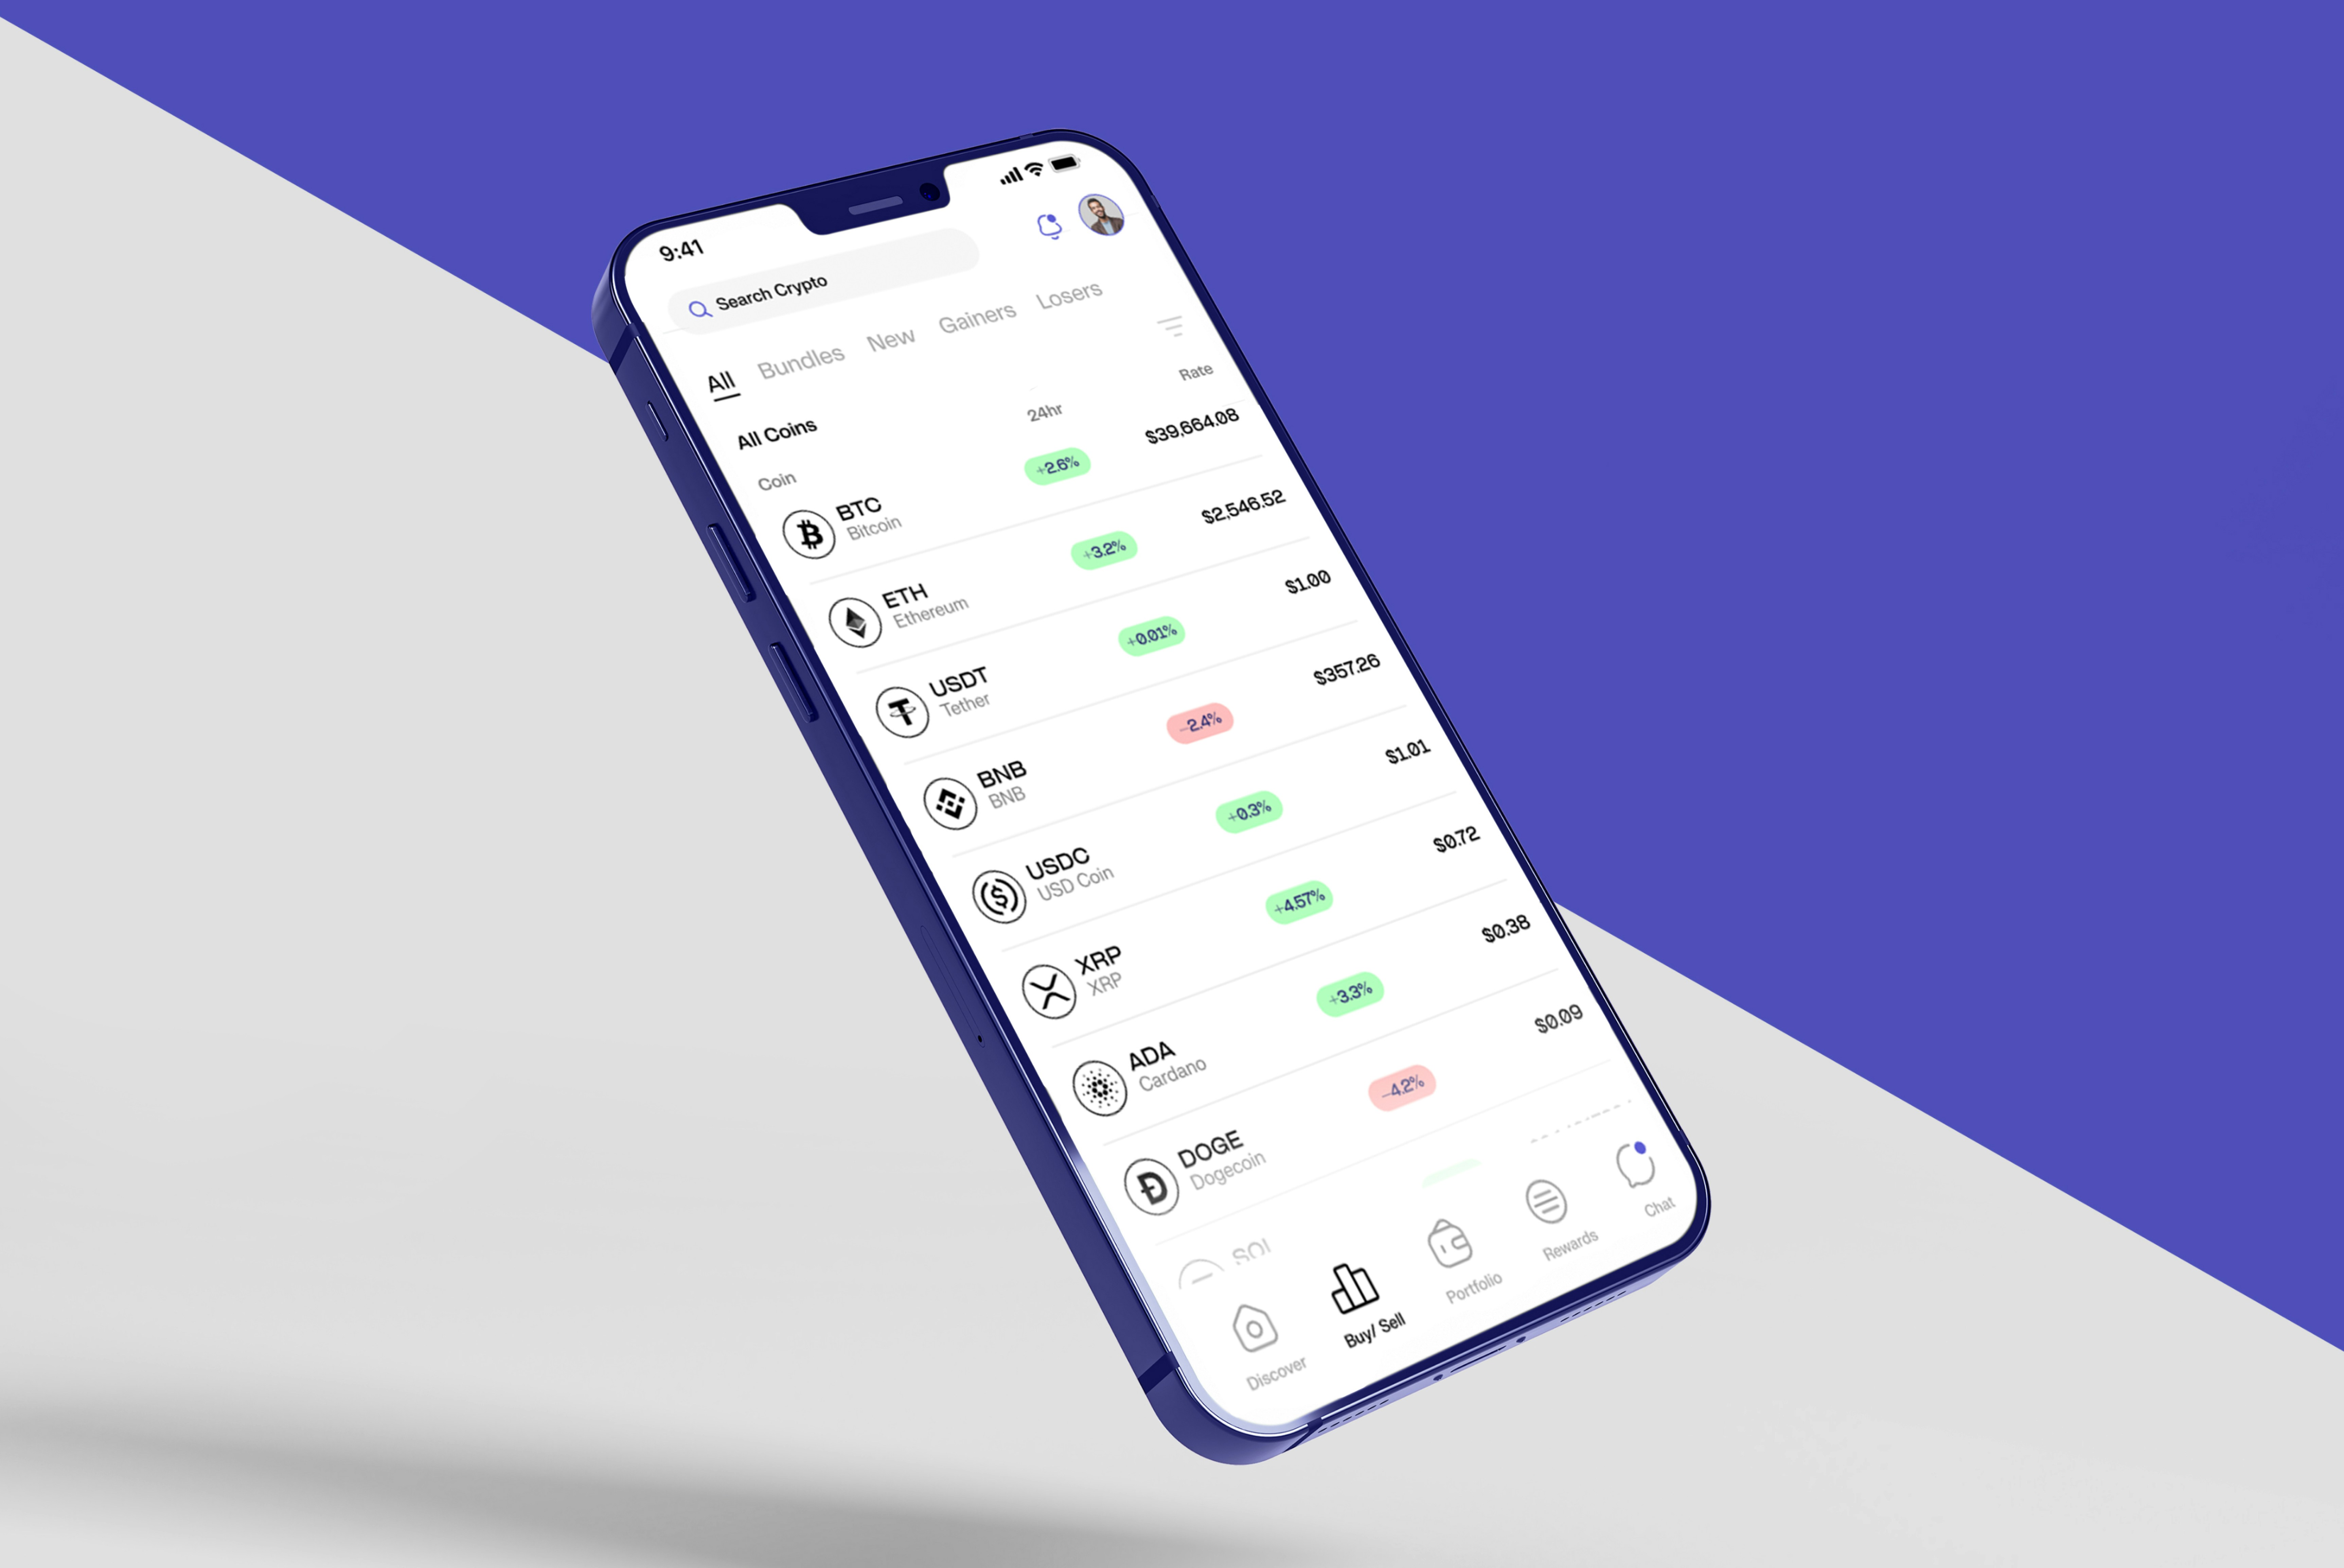 9:41
Search Crypto
All Bundles New Gainers Losers
All Coins
Coin 24hr Rate
BTC +2.6% $39,664.08
Bitcoin
ETH +3.2% $2,546.52
Ethereum
USDT +0.01% $1.00
Tether
BNB -2.4% $357.26
BNB
USDC +0.3% $1.01
USD Coin
XRP +4.57% $0.72
XRP
ADA +3.3% $0.38
Cardano
DOGE -4.2% $0.09
Dogecoin
Discover Buy/ Sell Portfolio Rewards Chat